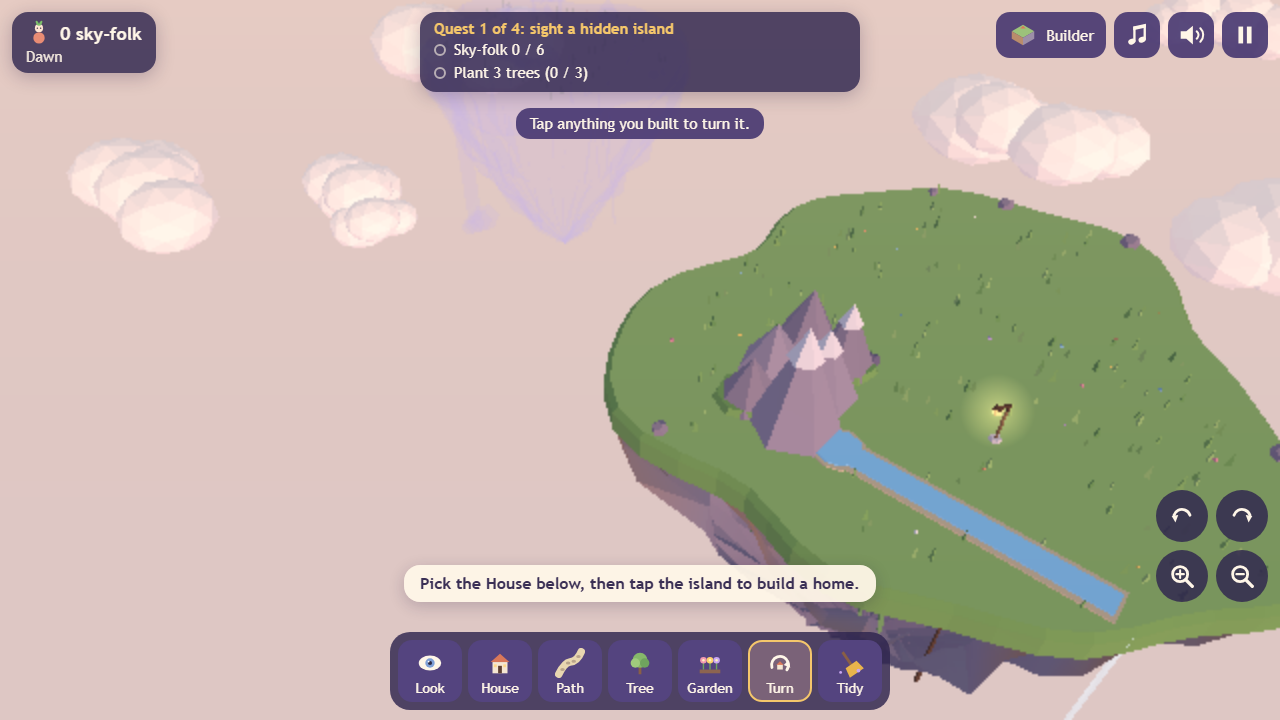 0 sky-folk
Dawn
Quest 1 of 4: sight a hidden island
Sky-folk 0 / 6
Plant 3 trees (0 / 3)
Builder
Tap anything you built to turn it.
Pick the House below, then tap the island to build a home.
Look
House
Path
Tree
Garden
Turn
Tidy